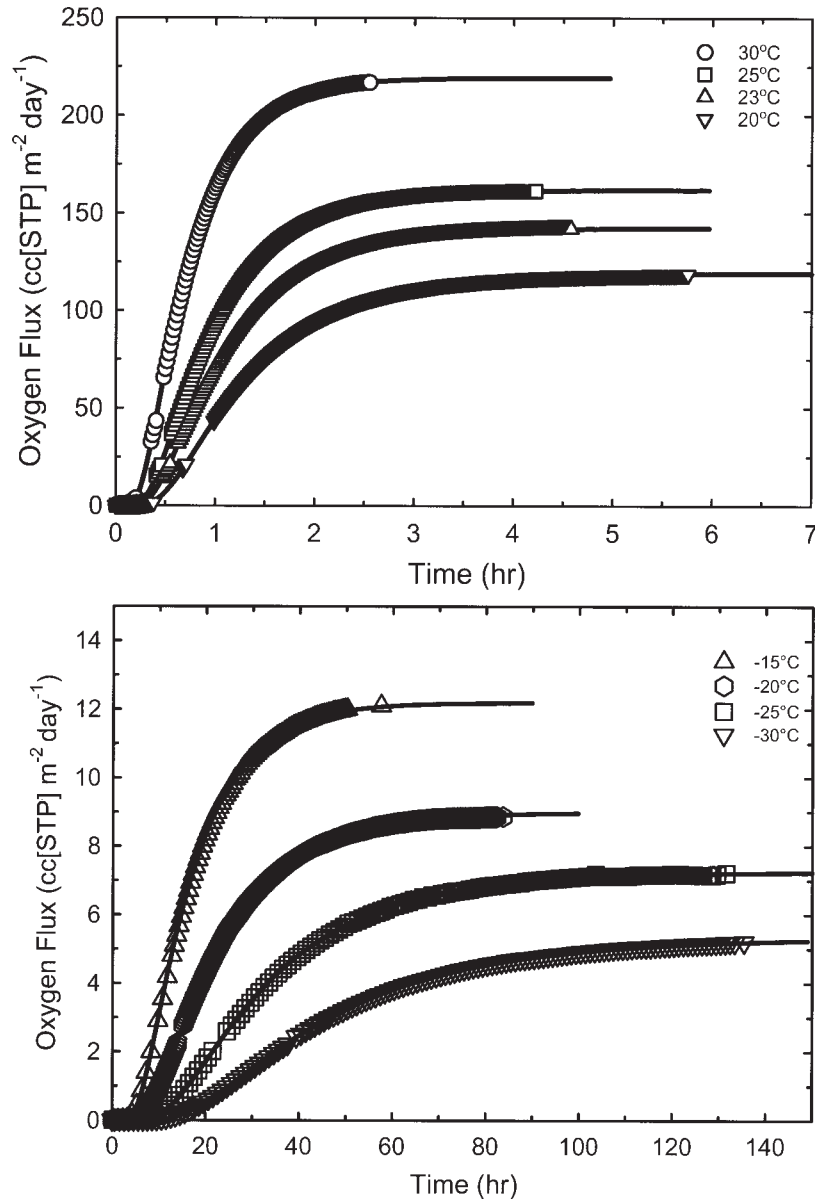 Oxygen Flux (cc[STP] m⁻² day⁻¹)
250
200
150
100
50
0
30°C
25°C
23°C
20°C
0 1 2 3 4 5 6 7
Time (hr)
Oxygen Flux (cc[STP] m⁻² day⁻¹)
14
12
10
8
6
4
2
0
-15°C
-20°C
-25°C
-30°C
0 20 40 60 80 100 120 140
Time (hr)